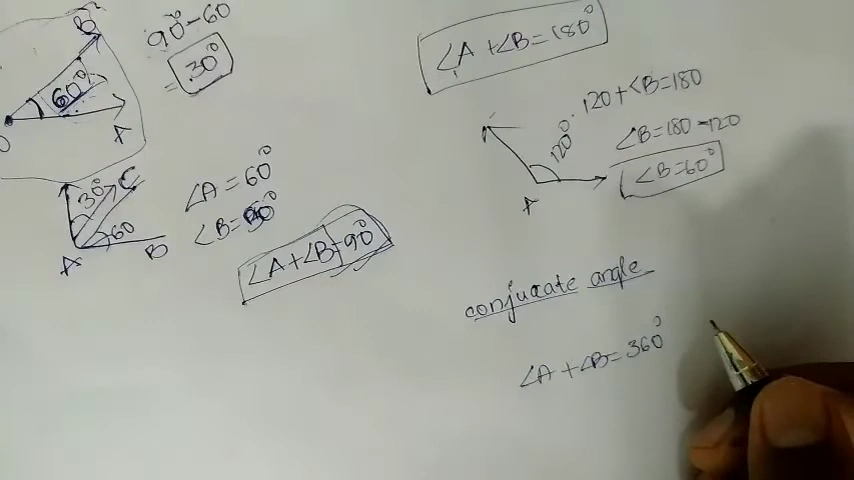 B
90°-60
= 30°
60°
O
A
30°
C
60
A
B
∠A = 60°
∠B = 30°
∠A+∠B=90°
∠A+∠B=180°
120+∠B=180
∠B=180-120
∠B=60°
120°
A
conjucate angle
∠A+∠B=360°